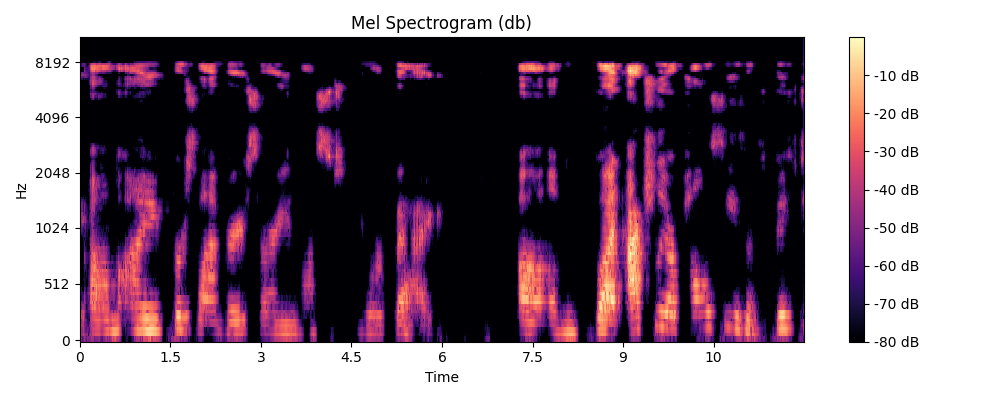 Mel Spectrogram (db)
8192
4096
2048
1024
512
0
Hz
0 1.5 3 4.5 6 7.5 9 10
Time
-10 dB
-20 dB
-30 dB
-40 dB
-50 dB
-60 dB
-70 dB
-80 dB